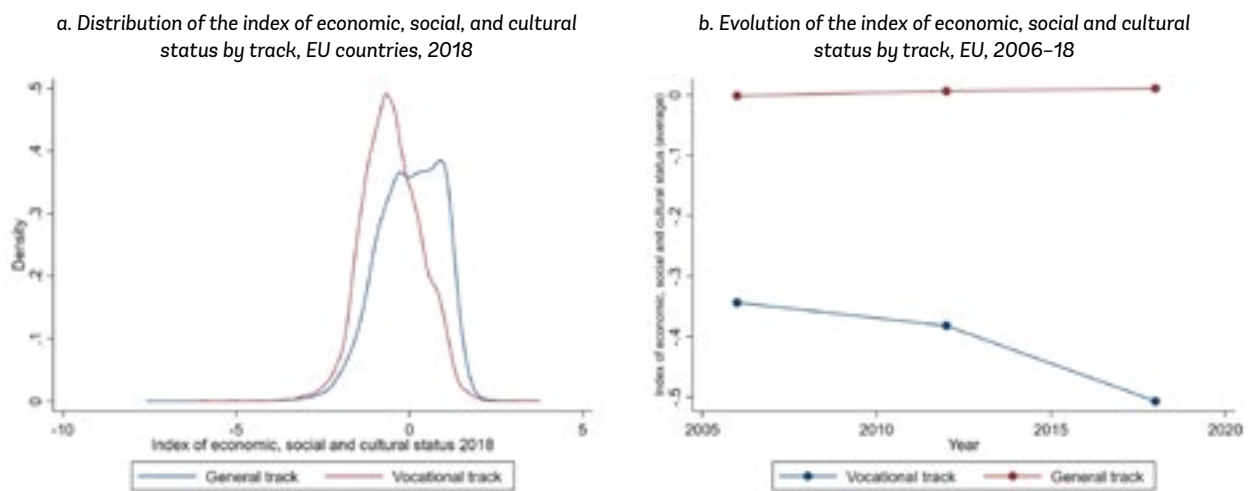 a. Distribution of the index of economic, social, and cultural
status by track, EU countries, 2018
.5
.4
.3
.2
.1
0
Density
-10
-5
0
5
Index of economic, social and cultural status 2018
General track
Vocational track
b. Evolution of the index of economic, social and cultural
status by track, EU, 2006–18
0
-.1
-.2
-.3
-.4
-.5
Index of economic, social and cultural status (average)
2005
2010
2015
2020
Year
Vocational track
General track